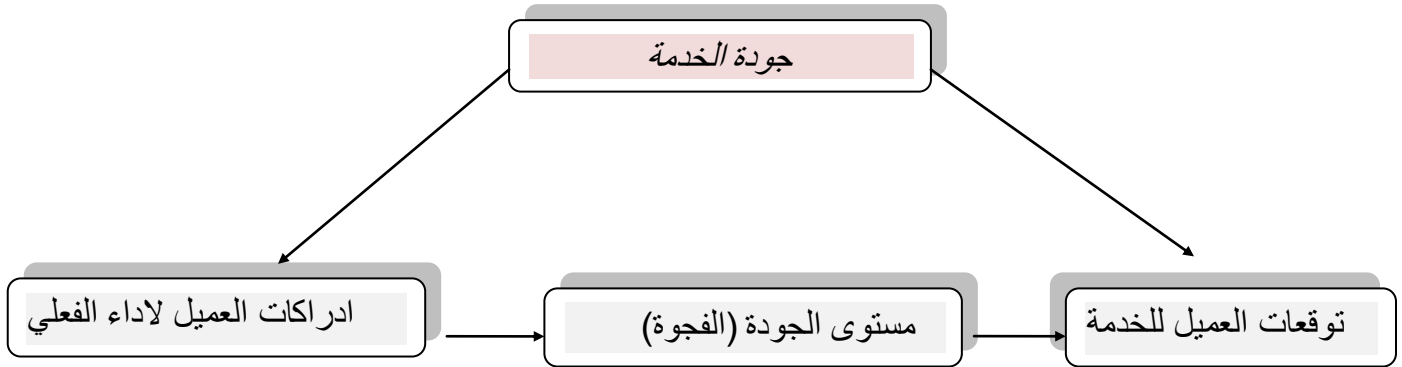 جودة الخدمة
توقعات العميل للخدمة
مستوى الجودة (الفجوة)
ادراكات العميل لاداء الفعلي